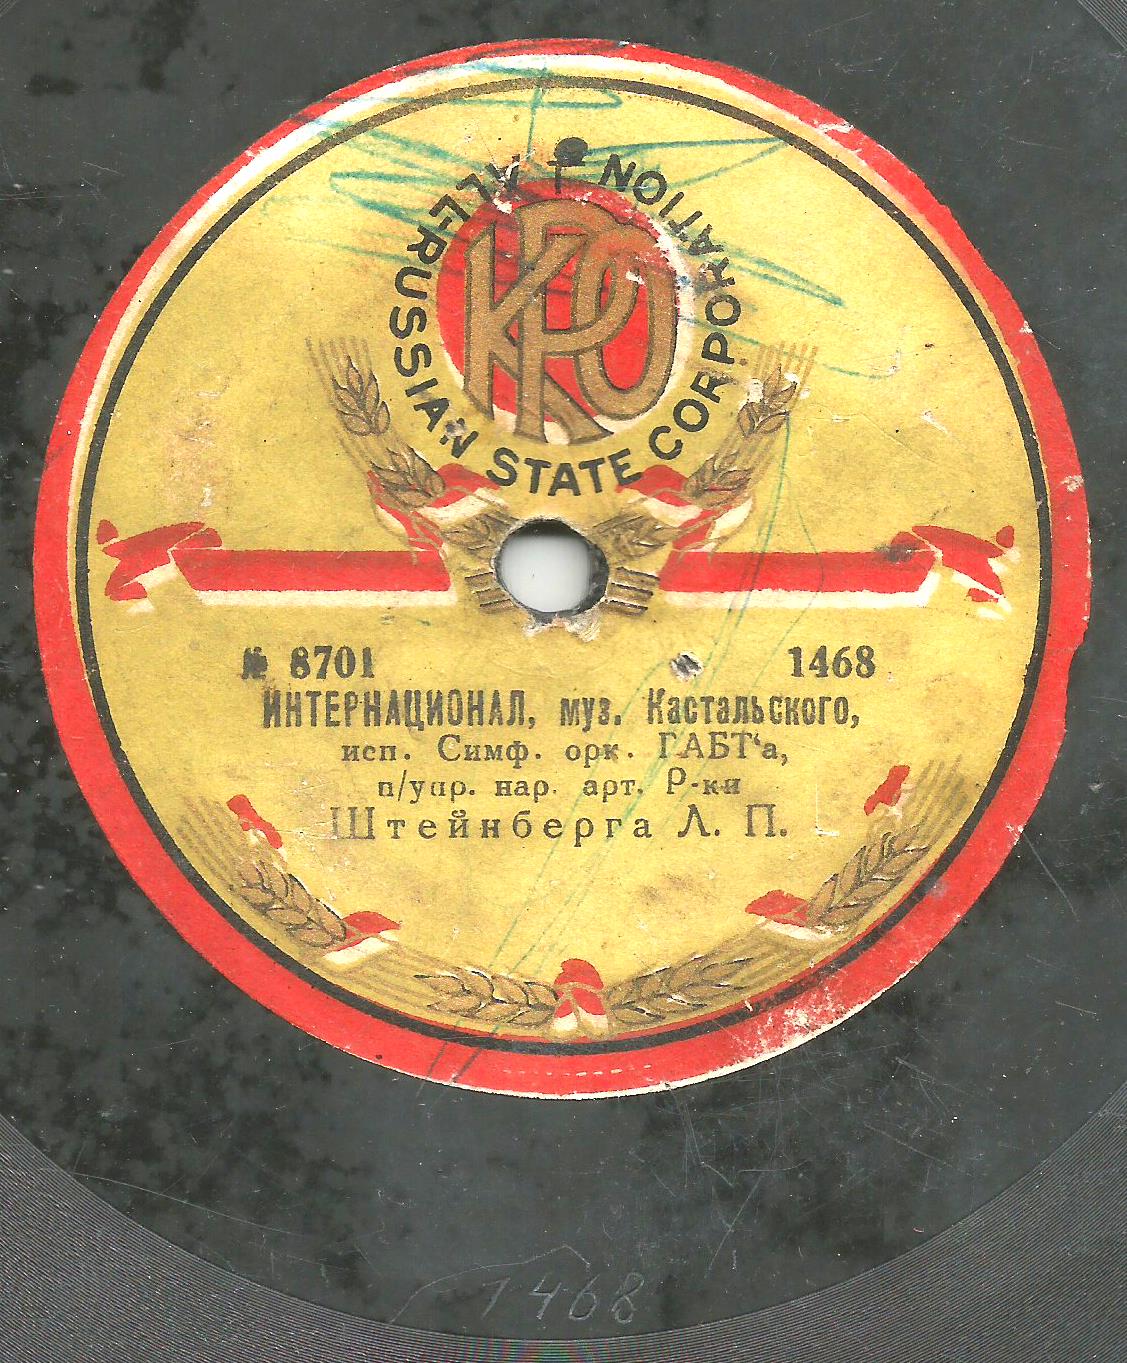 ALL RUSSIAN STATE CORPORATION
КРО
№ 8701 1468
ИНТЕРНАЦИОНАЛ, муз. Кастальского,
исп. Симф. орк. ГАБТ‘а,
п/упр. нар. арт. Р-ки
Штейнберга Л. П.
1468